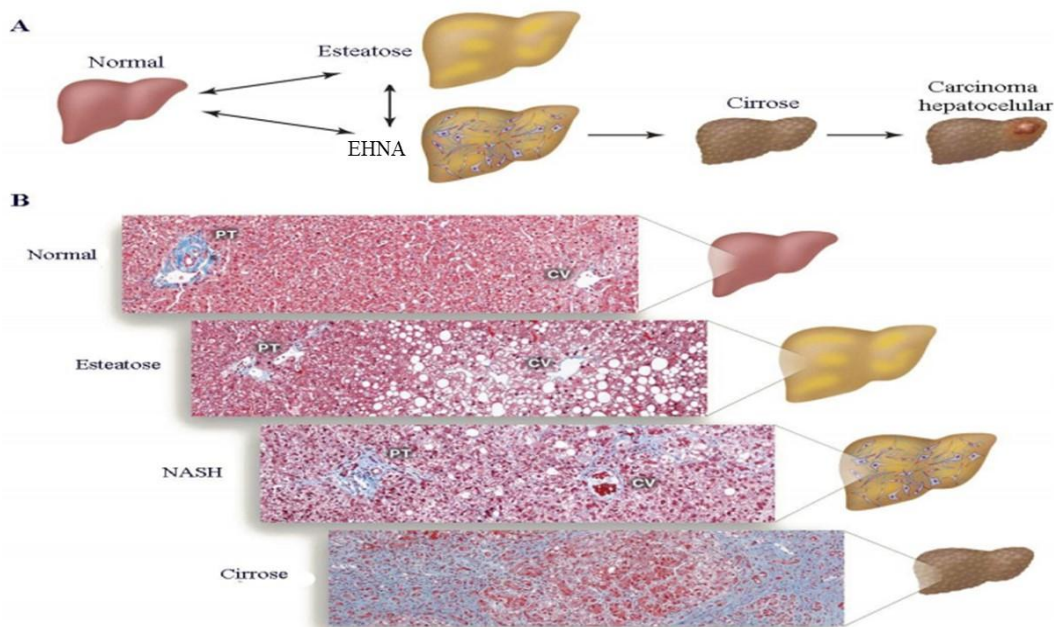 A
Normal
Esteatose
EHNA
Cirrose
Carcinoma
hepatocelular
B
Normal
PT
CV
Esteatose
PT
CV
NASH
PT
CV
Cirrose